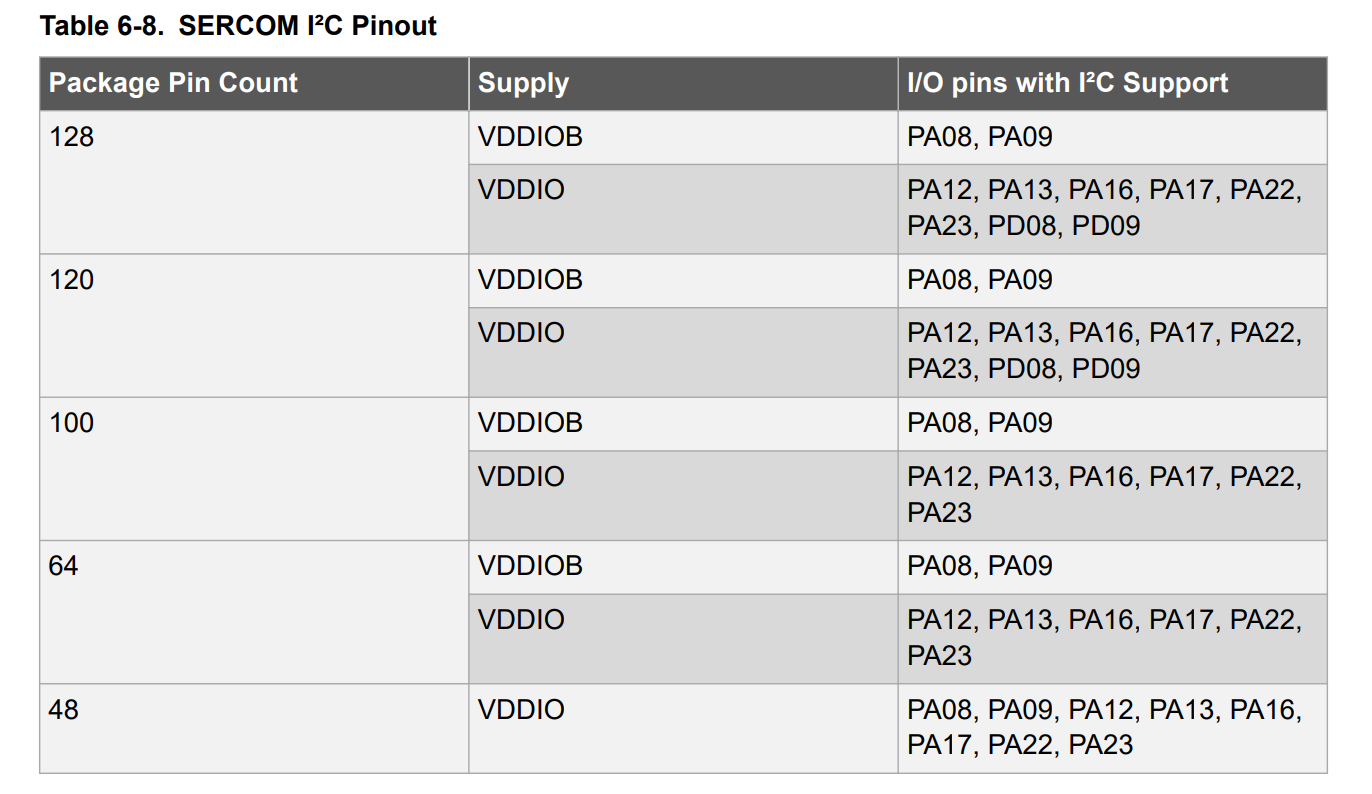 Table 6-8. SERCOM I²C Pinout
Package Pin Count Supply I/O pins with I²C Support
128 VDDIOB PA08, PA09
VDDIO PA12, PA13, PA16, PA17, PA22,
PA23, PD08, PD09
120 VDDIOB PA08, PA09
VDDIO PA12, PA13, PA16, PA17, PA22,
PA23, PD08, PD09
100 VDDIOB PA08, PA09
VDDIO PA12, PA13, PA16, PA17, PA22,
PA23
64 VDDIOB PA08, PA09
VDDIO PA12, PA13, PA16, PA17, PA22,
PA23
48 VDDIO PA08, PA09, PA12, PA13, PA16,
PA17, PA22, PA23